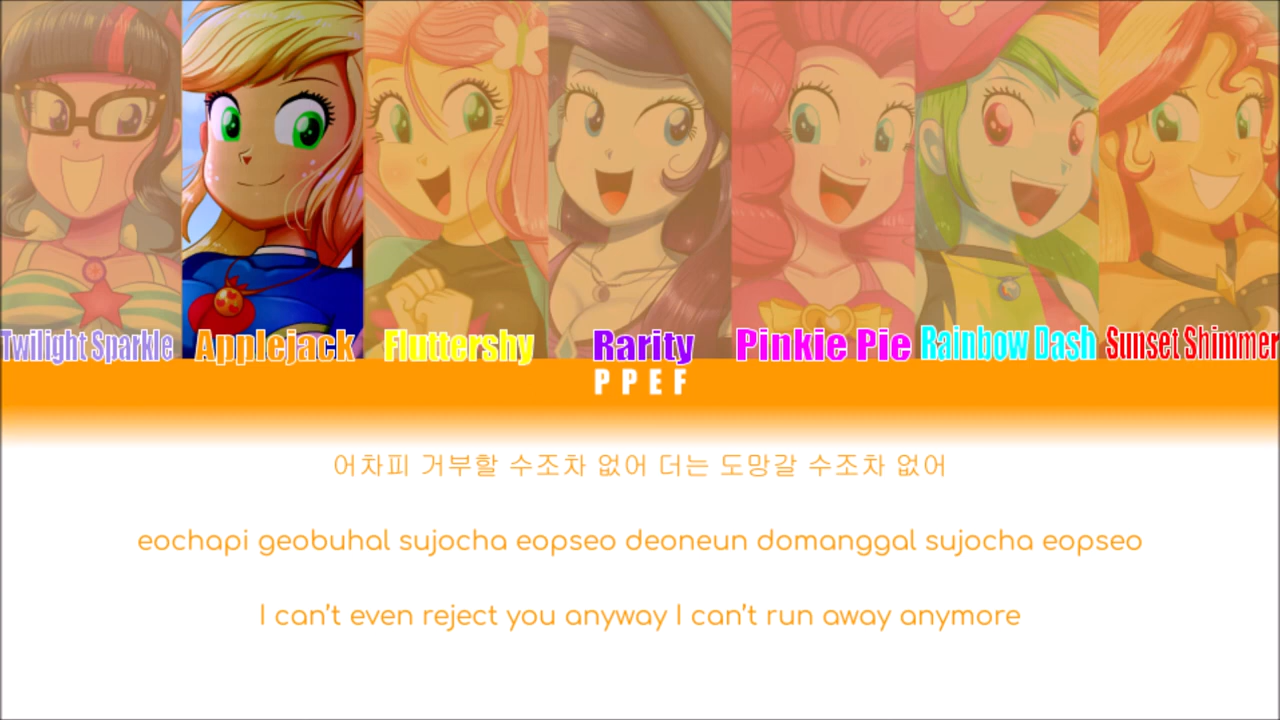 Twilight Sparkle Applejack Fluttershy Rarity Pinkie Pie Rainbow Dash Sunset Shimmer
P P E F
어차피 거부할 수조차 없어 더는 도망갈 수조차 없어
eochapi geobuhal sujocha eopseo deoneun domanggal sujocha eopseo
I can't even reject you anyway I can't run away anymore